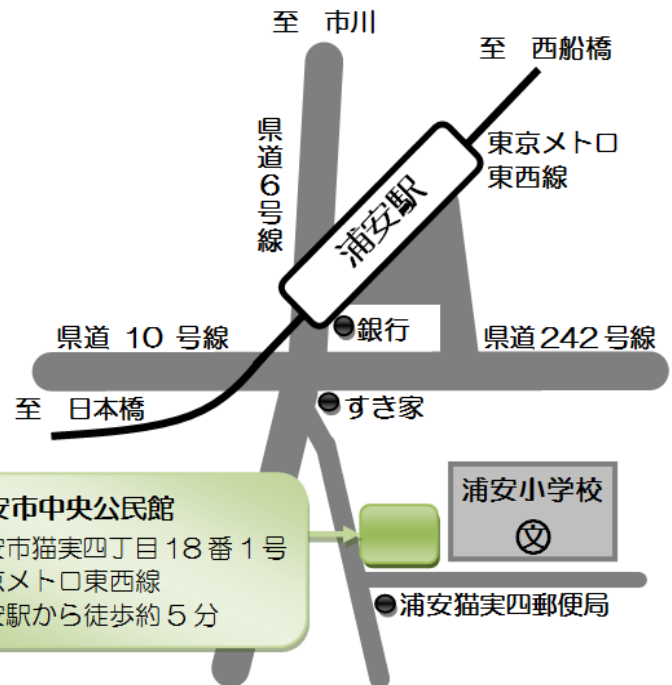 至　市川
至　西船橋
県道6号線
東京メトロ
東西線
浦安駅
銀行
県道 10 号線
県道 242 号線
至　日本橋
すき家
安市中央公民館
安市猫実四丁目18番1号
京メトロ東西線
安駅から徒歩約5分
浦安小学校
文
浦安猫実四郵便局